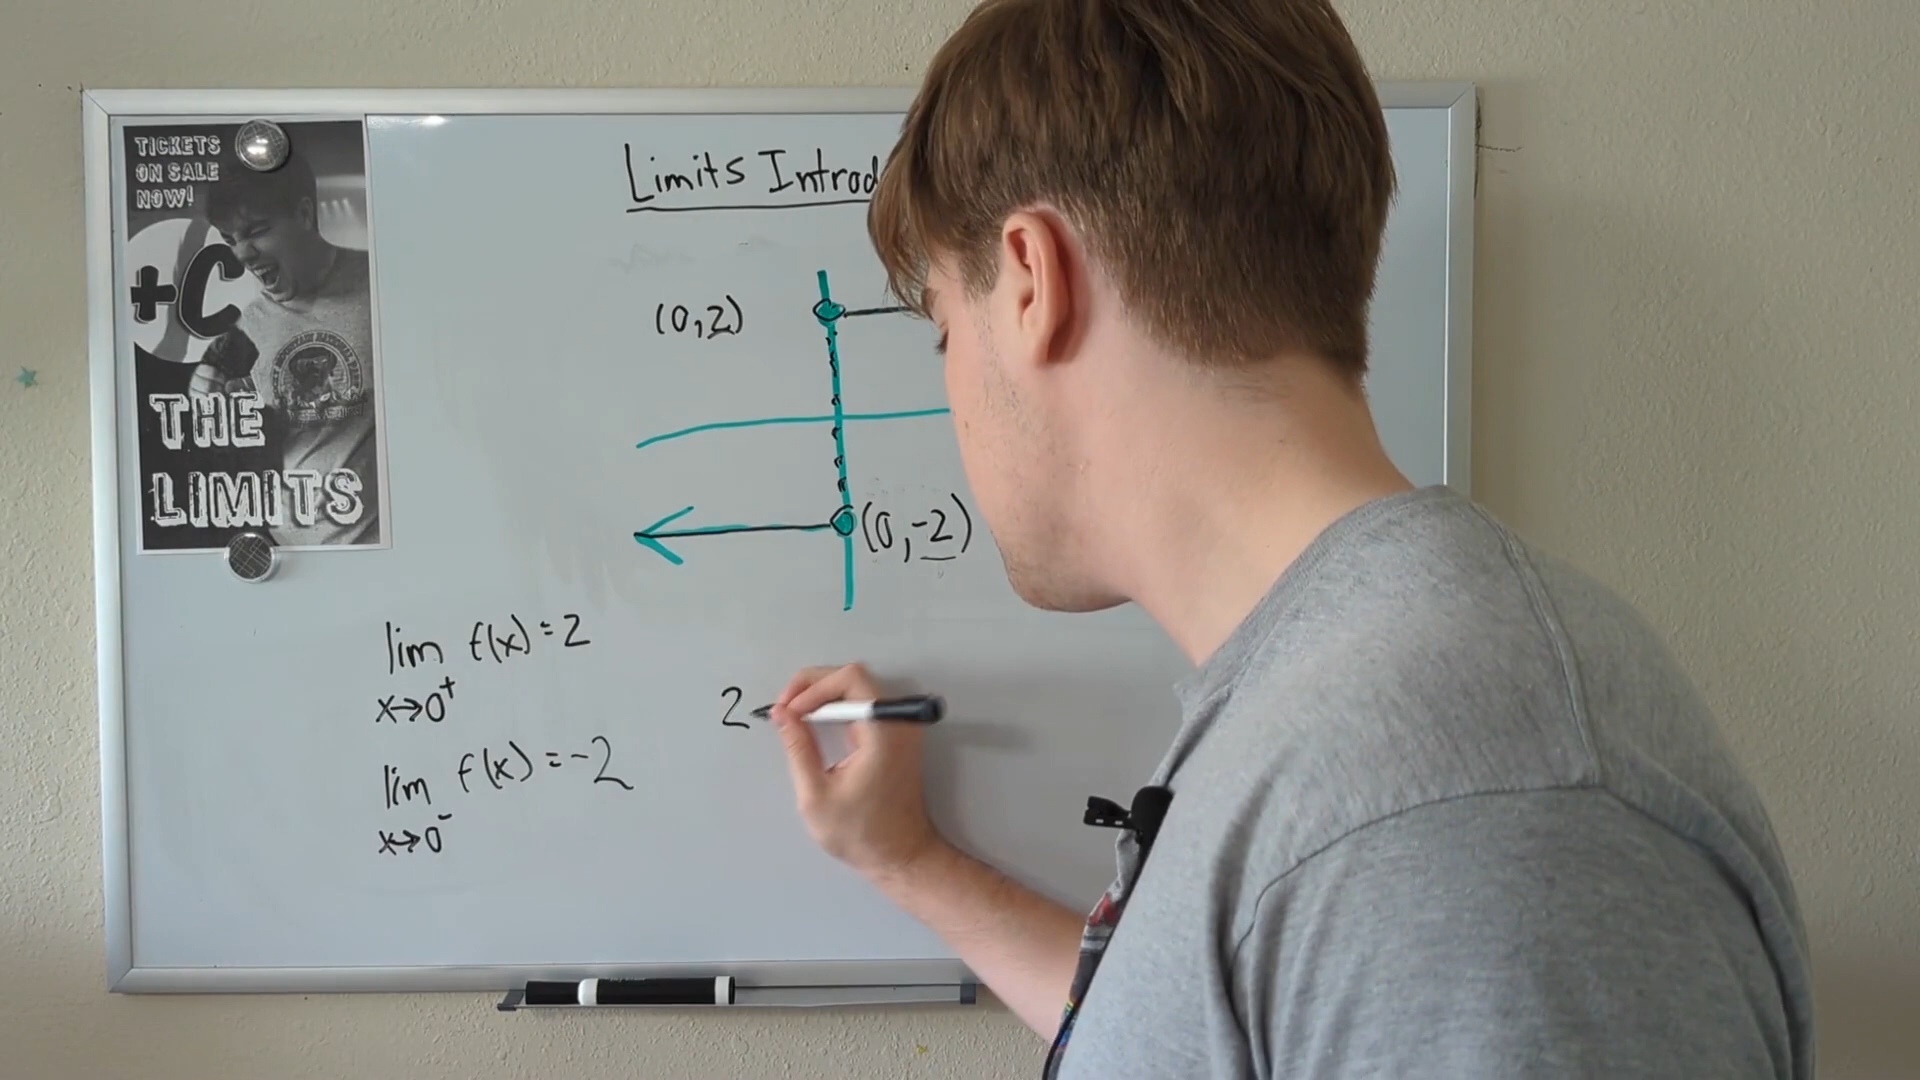 TICKETS
ON SALE
NOW!
+C
THE
LIMITS
Limits Introd
(0,2)
(0,-2)
lim f(x)=2
x→0⁺
lim f(x)=-2
x→0⁻
2